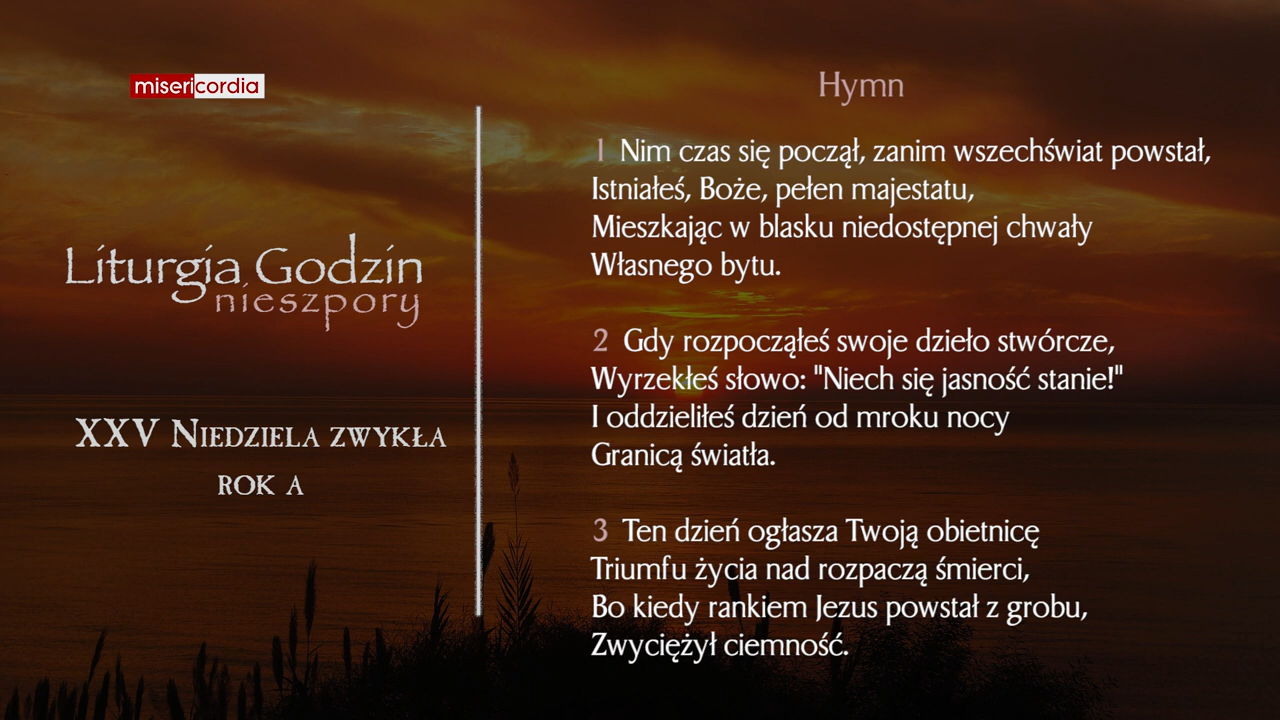 misericordia
Liturgia Godzin
nieszpory
XXV Niedziela zwykła
rok a
Hymn
1 Nim czas się począł, zanim wszechświat powstał,
Istniałeś, Boże, pełen majestatu,
Mieszkając w blasku niedostępnej chwały
Własnego bytu.
2 Gdy rozpocząłeś swoje dzieło stwórcze,
Wyrzekłeś słowo: "Niech się jasność stanie!"
I oddzieliłeś dzień od mroku nocy
Granicą światła.
3 Ten dzień ogłasza Twoją obietnicę
Triumfu życia nad rozpaczą śmierci,
Bo kiedy rankiem Jezus powstał z grobu,
Zwyciężył ciemność.